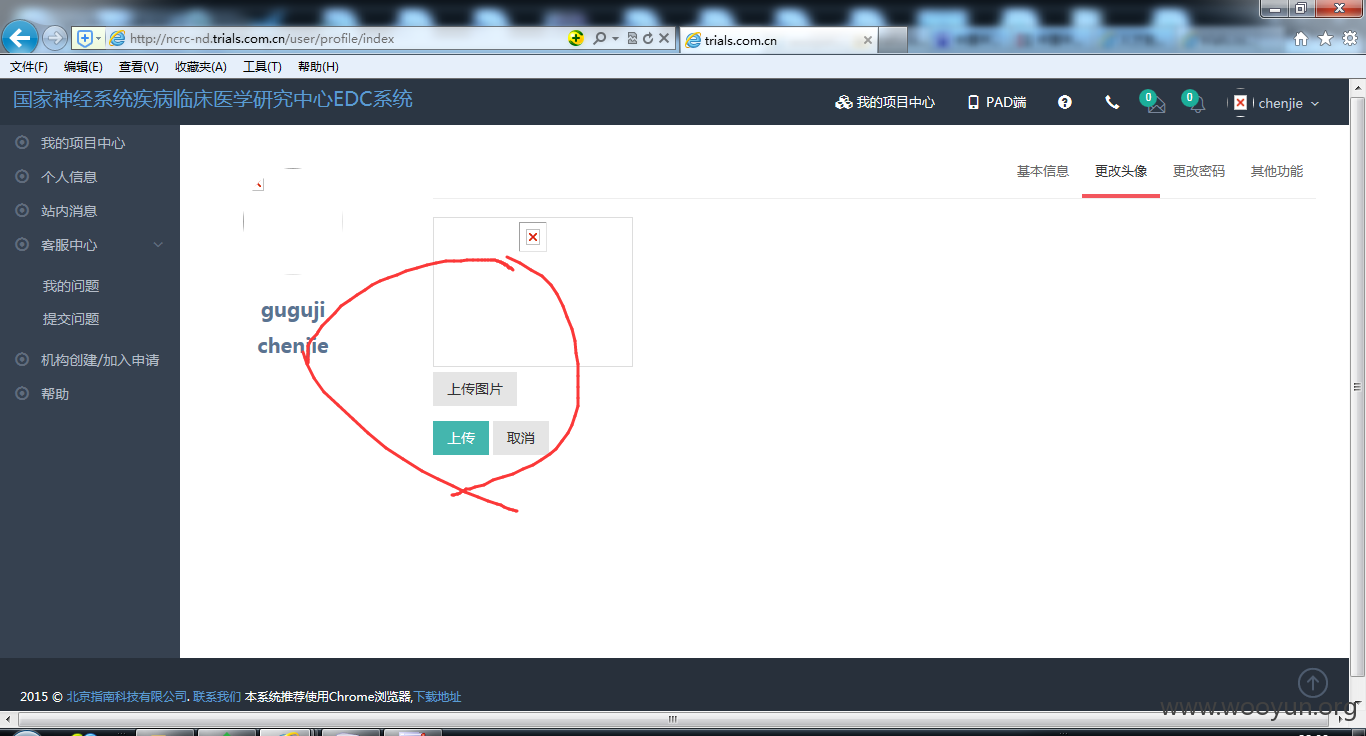 http://ncrc-nd.trials.com.cn/user/profile/index
trials.com.cn
文件(F) 编辑(E) 查看(V) 收藏夹(A) 工具(T) 帮助(H)
国家神经系统疾病临床医学研究中心EDC系统
我的项目中心 PAD端 0 0 chenjie
我的项目中心
个人信息
站内消息
客服中心
我的问题
提交问题
机构创建/加入申请
帮助
基本信息 更改头像 更改密码 其他功能
guguji
chenjie
上传图片
上传 取消
2015 © 北京指南科技有限公司. 联系我们 本系统推荐使用Chrome浏览器,下载地址
www.wooyun.org